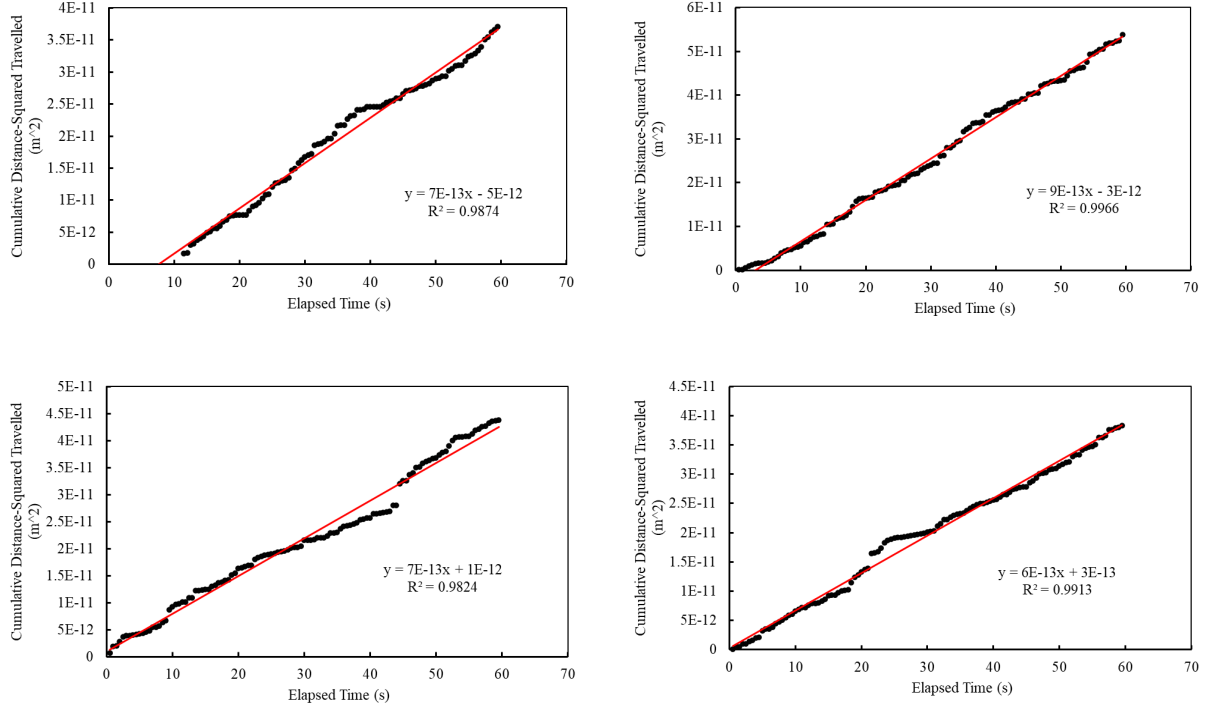 Cumulative Distance-Squared Travelled
(m^2)
4E-11
3.5E-11
3E-11
2.5E-11
2E-11
1.5E-11
1E-11
5E-12
0
y = 7E-13x - 5E-12
R² = 0.9874
0 10 20 30 40 50 60 70
Elapsed Time (s)
Cumulative Distance-Squared Travelled
(m^2)
6E-11
5E-11
4E-11
3E-11
2E-11
1E-11
0
y = 9E-13x - 3E-12
R² = 0.9966
0 10 20 30 40 50 60 70
Elapsed Time (s)
Cumulative Distance-Squared Travelled
(m^2)
5E-11
4.5E-11
4E-11
3.5E-11
3E-11
2.5E-11
2E-11
1.5E-11
1E-11
5E-12
0
y = 7E-13x + 1E-12
R² = 0.9824
0 10 20 30 40 50 60 70
Elapsed Time (s)
Cumulative Distance-Squared Travelled
(m^2)
4.5E-11
4E-11
3.5E-11
3E-11
2.5E-11
2E-11
1.5E-11
1E-11
5E-12
0
y = 6E-13x + 3E-13
R² = 0.9913
0 10 20 30 40 50 60 70
Elapsed Time (s)